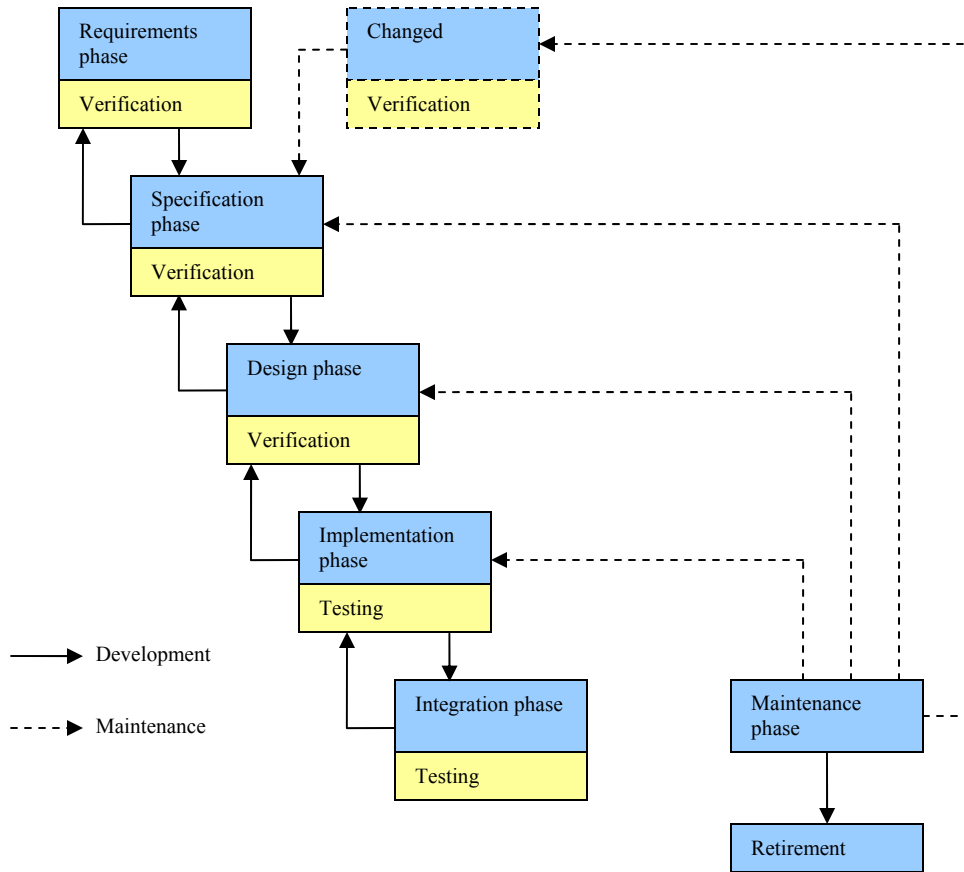 Requirements
phase
Verification
Changed
Verification
Specification
phase
Verification
Design phase
Verification
Implementation
phase
Testing
Development
Integration phase
Maintenance
phase
Maintenance
Testing
Retirement